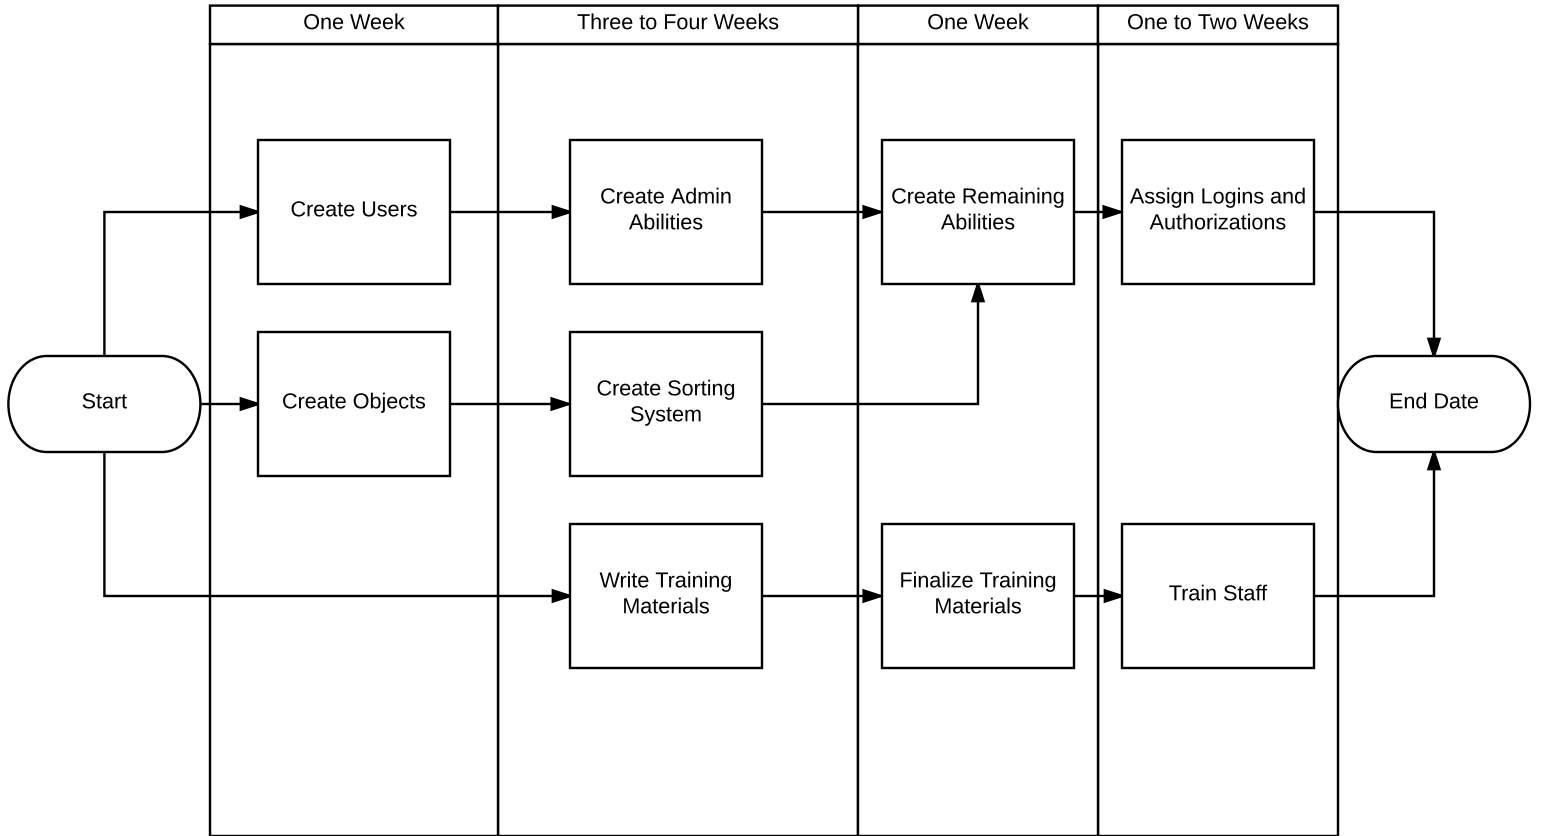 One Week
Three to Four Weeks
One Week
One to Two Weeks
Create Users
Create Admin
Abilities
Create Remaining
Abilities
Assign Logins and
Authorizations
Start
Create Objects
Create Sorting
System
End Date
Write Training
Materials
Finalize Training
Materials
Train Staff